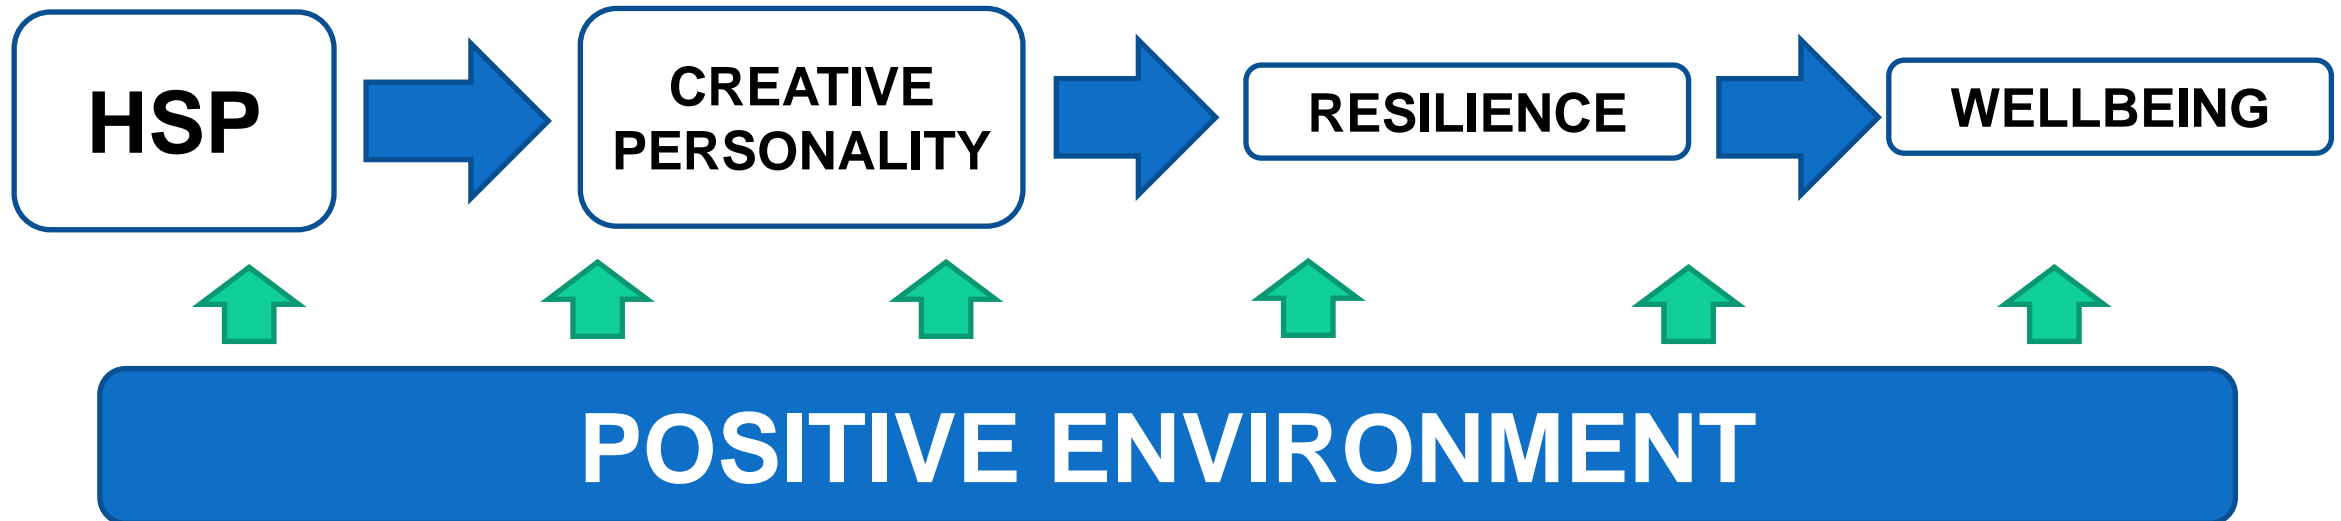 HSP
CREATIVE
PERSONALITY
RESILIENCE
WELLBEING
POSITIVE ENVIRONMENT